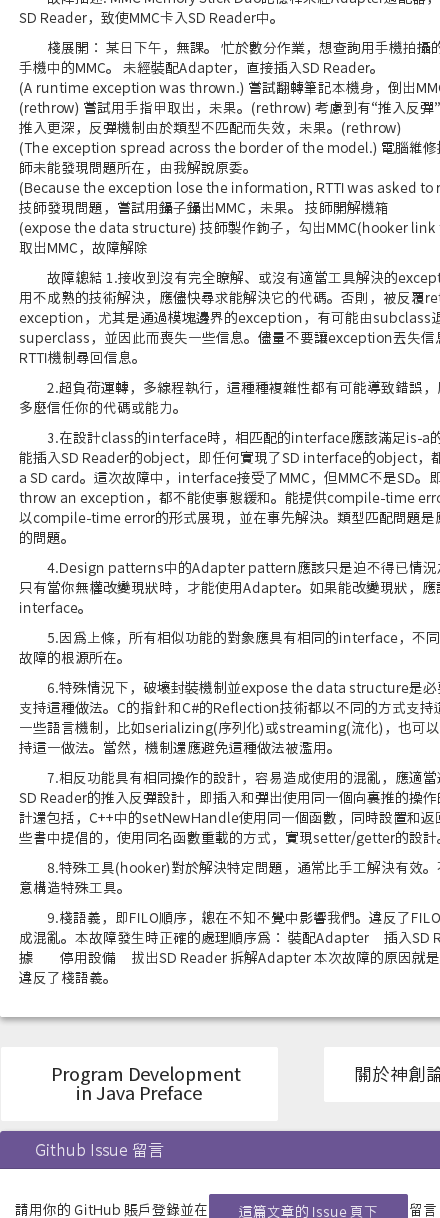 SD Reader，致使MMC卡入SD Reader中。
棧展開： 某日下午，無課。 忙於數分作業，想查詢用手機拍攝的
手機中的MMC。 未經裝配Adapter，直接插入SD Reader。
(A runtime exception was thrown.) 嘗試翻轉筆記本機身，倒出MMC
(rethrow) 嘗試用手指甲取出，未果。(rethrow) 考慮到有“推入反彈”
推入更深，反彈機制由於類型不匹配而失效，未果。(rethrow)
(The exception spread across the border of the model.) 電腦維修
師未能發現問題所在，由我解說原委。
(Because the exception lose the information, RTTI was asked to
技師發現問題，嘗試用鑷子鑷出MMC，未果。 技師開解機箱
(expose the data structure) 技師製作鉤子，勾出MMC(hooker link
取出MMC，故障解除
故障總結 1.接收到沒有完全瞭解、或沒有適當工具解決的except
用不成熟的技術解決，應儘快尋求能解決它的代碼。否則，被反覆ret
exception，尤其是通過模塊邊界的exception，有可能由subclass退
superclass，並因此而喪失一些信息。儘量不要讓exception丟失信息
RTTI機制尋回信息。
2.超負荷運轉，多線程執行，這種種複雜性都有可能導致錯誤，
多麼信任你的代碼或能力。
3.在設計class的interface時，相匹配的interface應該滿足is-a的
能插入SD Reader的object，即任何實現了SD interface的object，都
a SD card。這次故障中，interface接受了MMC，但MMC不是SD。即
throw an exception，都不能使事態緩和。能提供compile-time erro
以compile-time error的形式展現，並在事先解決。類型匹配問題是
的問題。
4.Design patterns中的Adapter pattern應該只是迫不得已情況
只有當你無權改變現狀時，才能使用Adapter。如果能改變現狀，應
interface。
5.因爲上條，所有相似功能的對象應具有相同的interface，不同
故障的根源所在。
6.特殊情況下，破壞封裝機制並expose the data structure是必
支持這種做法。C的指針和C#的Reflection技術都以不同的方式支持這
一些語言機制，比如serializing(序列化)或streaming(流化)，也可以
持這一做法。當然，機制還應避免這種做法被濫用。
7.相反功能具有相同操作的設計，容易造成使用的混亂，應適當
SD Reader的推入反彈設計，即插入和彈出使用同一個向裏推的操作的
計還包括，C++中的setNewHandle使用同一個函數，同時設置和返回
些書中提倡的，使用同名函數重載的方式，實現setter/getter的設計。
8.特殊工具(hooker)對於解決特定問題，通常比手工解決有效。不
意構造特殊工具。
9.棧語義，即FILO順序，總在不知不覺中影響我們。違反了FILO
成混亂。本故障發生時正確的處理順序爲： 裝配Adapter 插入SD R
據 停用設備 拔出SD Reader 拆解Adapter 本次故障的原因就是
違反了棧語義。
Program Development
in Java Preface
關於神創論
Github Issue 留言
請用你的 GitHub 賬戶登錄並在 這篇文章的 Issue 頁下 留言